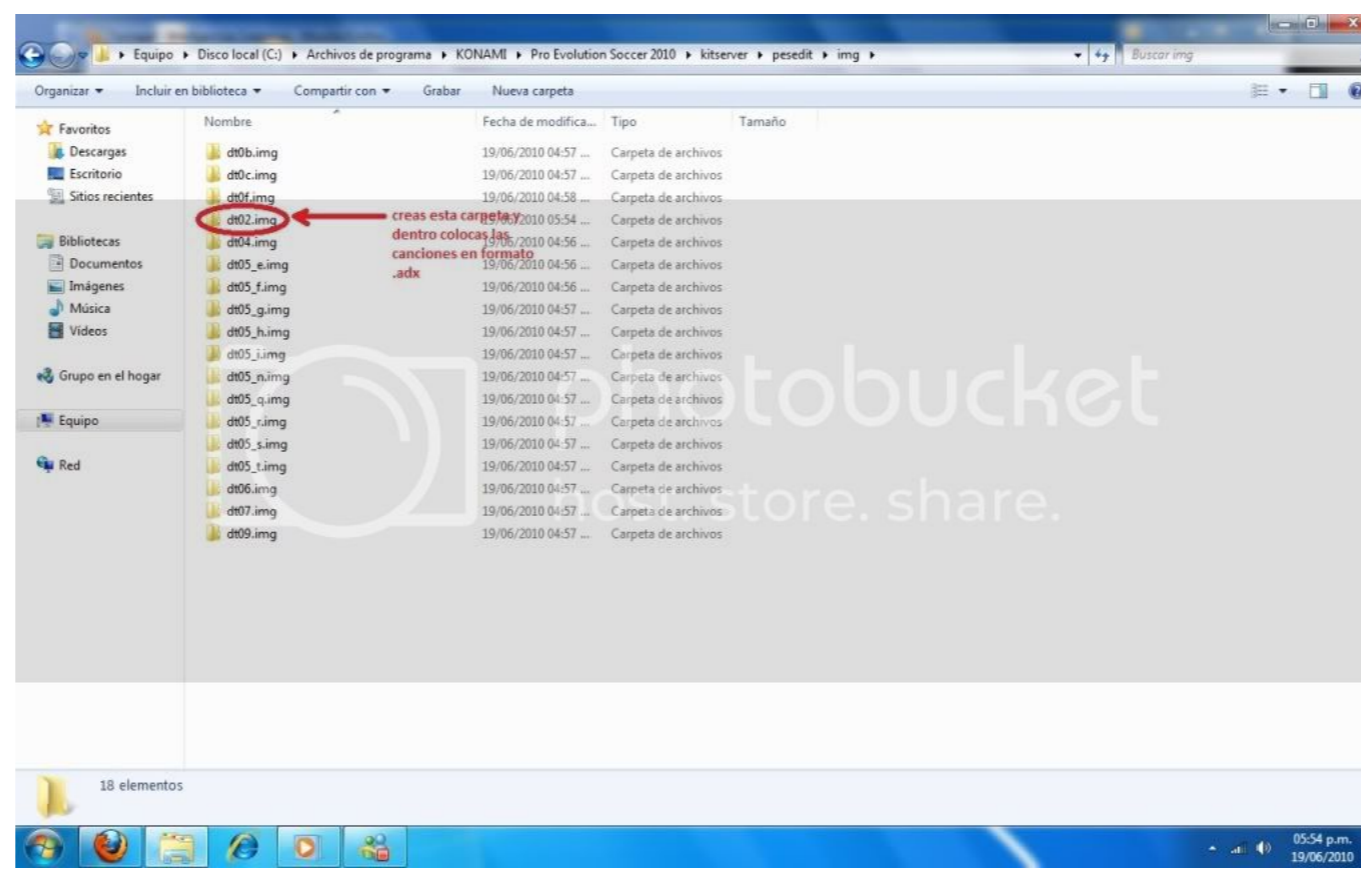 Equipo ▸ Disco local (C:) ▸ Archivos de programa ▸ KONAMI ▸ Pro Evolution Soccer 2010 ▸ kitserver ▸ pesedit ▸ img ▸ Buscar img
Organizar Incluir en biblioteca Compartir con Grabar Nueva carpeta
Favoritos
Descargas
Escritorio
Sitios recientes
Bibliotecas
Documentos
Imágenes
Música
Vídeos
Grupo en el hogar
Equipo
Red
Nombre Fecha de modifica... Tipo Tamaño
dt0b.img 19/06/2010 04:57 ... Carpeta de archivos
dt0c.img 19/06/2010 04:57 ... Carpeta de archivos
dt0f.img 19/06/2010 04:58 ... Carpeta de archivos
dt02.img 19/06/2010 05:54 ... Carpeta de archivos
dt04.img 19/06/2010 04:56 ... Carpeta de archivos
dt05_e.img 19/06/2010 04:56 ... Carpeta de archivos
dt05_f.img 19/06/2010 04:56 ... Carpeta de archivos
dt05_g.img 19/06/2010 04:57 ... Carpeta de archivos
dt05_h.img 19/06/2010 04:57 ... Carpeta de archivos
dt05_i.img 19/06/2010 04:57 ... Carpeta de archivos
dt05_n.img 19/06/2010 04:57 ... Carpeta de archivos
dt05_q.img 19/06/2010 04:57 ... Carpeta de archivos
dt05_r.img 19/06/2010 04:57 ... Carpeta de archivos
dt05_s.img 19/06/2010 04:57 ... Carpeta de archivos
dt05_t.img 19/06/2010 04:57 ... Carpeta de archivos
dt06.img 19/06/2010 04:57 ... Carpeta de archivos
dt07.img 19/06/2010 04:57 ... Carpeta de archivos
dt09.img 19/06/2010 04:57 ... Carpeta de archivos
creas esta carpeta y
dentro colocas las
canciones en formato
.adx
photobucket
host. store. share.
18 elementos
05:54 p.m.
19/06/2010